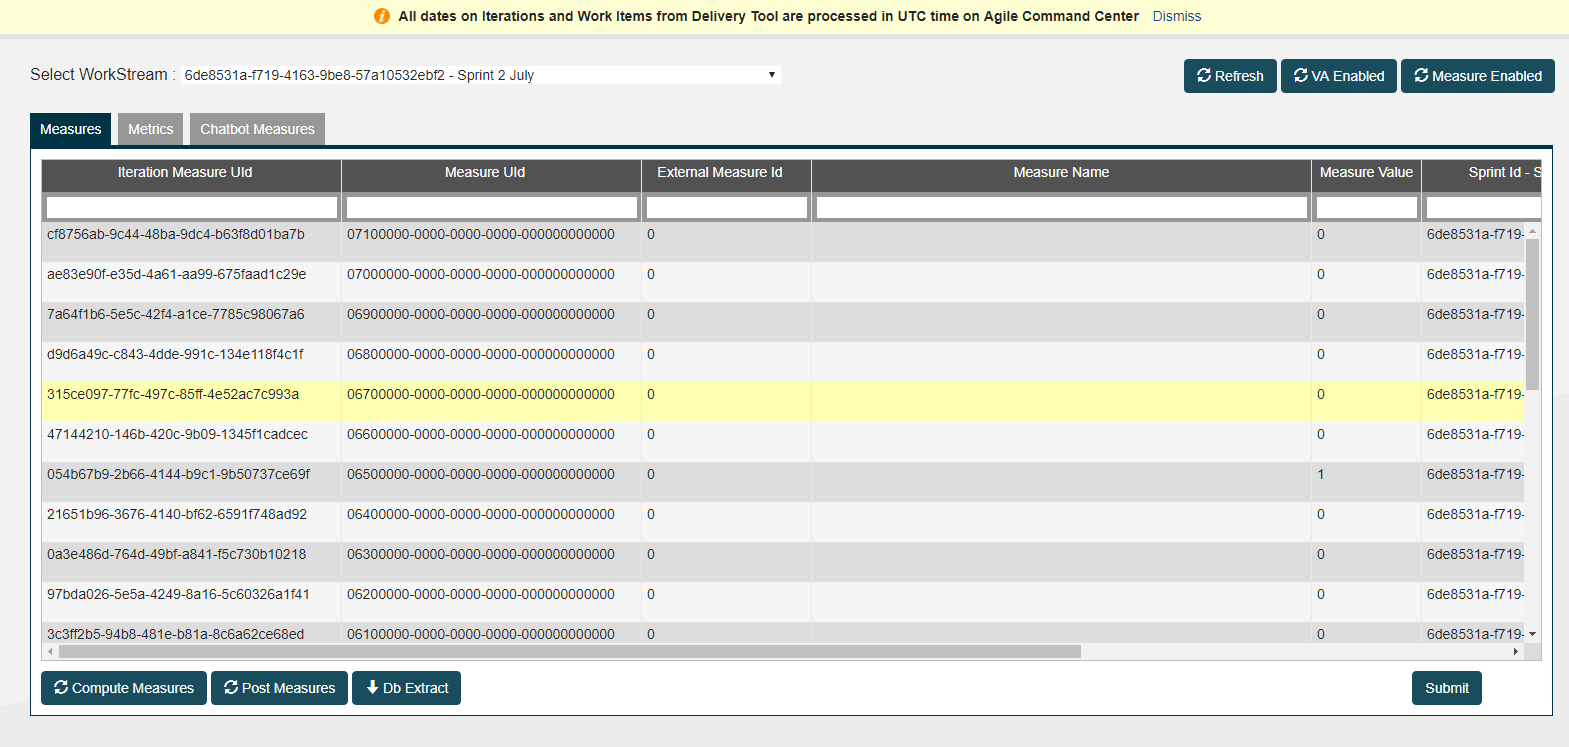 All dates on Iterations and Work Items from Delivery Tool are processed in UTC time on Agile Command Center Dismiss
Select WorkStream : 6de8531a-f719-4163-9be8-57a10532ebf2 - Sprint 2 July
Refresh VA Enabled Measure Enabled
Measures Metrics Chatbot Measures
Iteration Measure UId Measure UId External Measure Id Measure Name Measure Value Sprint Id - S
cf8756ab-9c44-48ba-9dc4-b63f8d01ba7b 07100000-0000-0000-0000-000000000000 0 0 6de8531a-f719-
ae83e90f-e35d-4a61-aa99-675faad1c29e 07000000-0000-0000-0000-000000000000 0 0 6de8531a-f719-
7a64f1b6-5e5c-42f4-a1ce-7785c98067a6 06900000-0000-0000-0000-000000000000 0 0 6de8531a-f719-
d9d6a49c-c843-4dde-991c-134e118f4c1f 06800000-0000-0000-0000-000000000000 0 0 6de8531a-f719-
315ce097-77fc-497c-85ff-4e52ac7c993a 06700000-0000-0000-0000-000000000000 0 0 6de8531a-f719-
47144210-146b-420c-9b09-1345f1cadcec 06600000-0000-0000-0000-000000000000 0 0 6de8531a-f719-
054b67b9-2b66-4144-b9c1-9b50737ce69f 06500000-0000-0000-0000-000000000000 0 1 6de8531a-f719-
21651b96-3676-4140-bf62-6591f748ad92 06400000-0000-0000-0000-000000000000 0 0 6de8531a-f719-
0a3e486d-764d-49bf-a841-f5c730b10218 06300000-0000-0000-0000-000000000000 0 0 6de8531a-f719-
97bda026-5e5a-4249-8a16-5c60326a1f41 06200000-0000-0000-0000-000000000000 0 0 6de8531a-f719-
3c3ff2b5-94b8-481e-b81a-8c6a62ce68ed 06100000-0000-0000-0000-000000000000 0 0 6de8531a-f719-
Compute Measures Post Measures Db Extract Submit